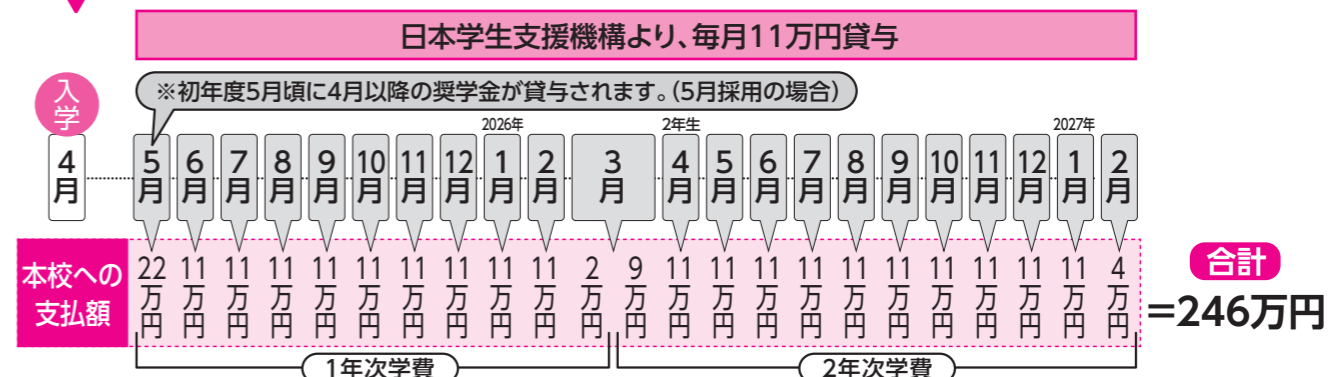 日本学生支援機構より、毎月11万円貸与
入学
※初年度5月頃に4月以降の奨学金が貸与されます。(5月採用の場合)
2026年 2年生 2027年
4月 5月 6月 7月 8月 9月 10月 11月 12月 1月 2月 3月 4月 5月 6月 7月 8月 9月 10月 11月 12月 1月 2月
本校への支払額
22万円 11万円 11万円 11万円 11万円 11万円 11万円 11万円 11万円 11万円 2万円 9万円 11万円 11万円 11万円 11万円 11万円 11万円 11万円 11万円 11万円 11万円 4万円
合計
=246万円
1年次学費 2年次学費